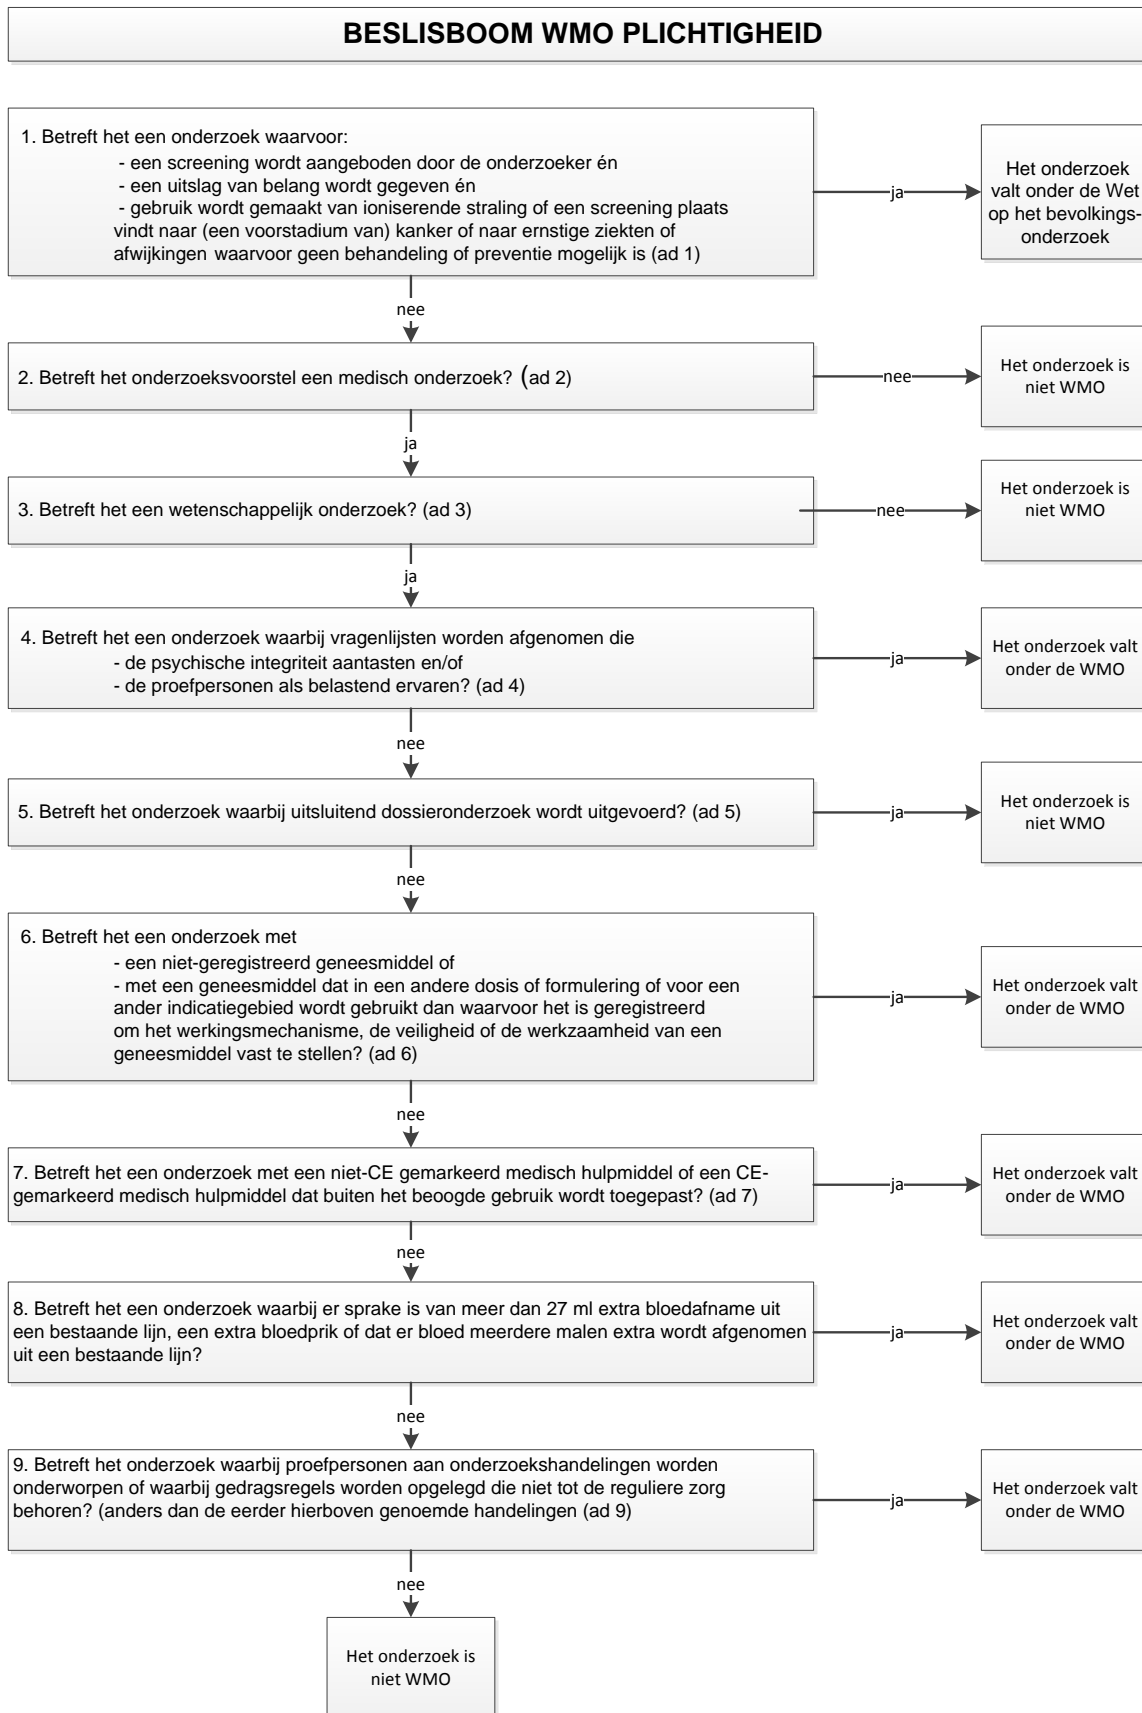 BESLISBOOM WMO PLICHTIGHEID
1. Betreft het een onderzoek waarvoor:
- een screening wordt aangeboden door de onderzoeker én
- een uitslag van belang wordt gegeven én
- gebruik wordt gemaakt van ioniserende straling of een screening plaats
vindt naar (een voorstadium van) kanker of naar ernstige ziekten of
afwijkingen waarvoor geen behandeling of preventie mogelijk is (ad 1)
ja
Het onderzoek
valt onder de Wet
op het bevolkings-
onderzoek
nee
2. Betreft het onderzoeksvoorstel een medisch onderzoek? (ad 2)
nee
Het onderzoek is
niet WMO
ja
3. Betreft het een wetenschappelijk onderzoek? (ad 3)
nee
Het onderzoek is
niet WMO
ja
4. Betreft het een onderzoek waarbij vragenlijsten worden afgenomen die
- de psychische integriteit aantasten en/of
- de proefpersonen als belastend ervaren? (ad 4)
ja
Het onderzoek valt
onder de WMO
nee
5. Betreft het onderzoek waarbij uitsluitend dossieronderzoek wordt uitgevoerd? (ad 5)
ja
Het onderzoek is
niet WMO
nee
6. Betreft het een onderzoek met
- een niet-geregistreerd geneesmiddel of
- met een geneesmiddel dat in een andere dosis of formulering of voor een
ander indicatiegebied wordt gebruikt dan waarvoor het is geregistreerd
om het werkingsmechanisme, de veiligheid of de werkzaamheid van een
geneesmiddel vast te stellen? (ad 6)
ja
Het onderzoek valt
onder de WMO
nee
7. Betreft het een onderzoek met een niet-CE gemarkeerd medisch hulpmiddel of een CE-
gemarkeerd medisch hulpmiddel dat buiten het beoogde gebruik wordt toegepast? (ad 7)
ja
Het onderzoek valt
onder de WMO
nee
8. Betreft het een onderzoek waarbij er sprake is van meer dan 27 ml extra bloedafname uit
een bestaande lijn, een extra bloedprik of dat er bloed meerdere malen extra wordt afgenomen
uit een bestaande lijn?
ja
Het onderzoek valt
onder de WMO
nee
9. Betreft het onderzoek waarbij proefpersonen aan onderzoekshandelingen worden
onderworpen of waarbij gedragsregels worden opgelegd die niet tot de reguliere zorg
behoren? (anders dan de eerder hierboven genoemde handelingen (ad 9)
ja
Het onderzoek valt
onder de WMO
nee
Het onderzoek is
niet WMO